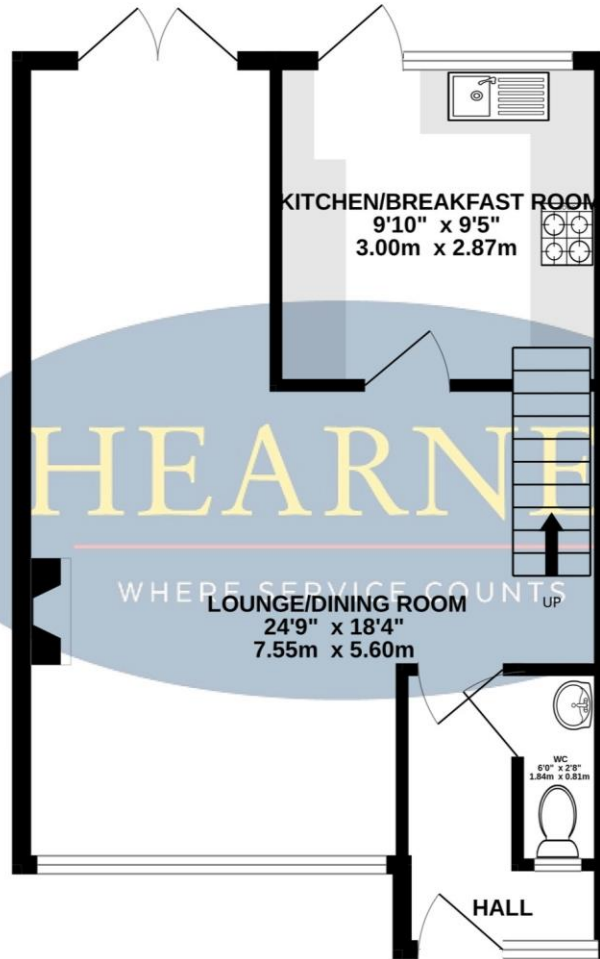 KITCHEN/BREAKFAST ROOM
9'10" x 9'5"
3.00m x 2.87m
HEARNE
WHERE SERVICE COUNTS
UP
LOUNGE/DINING ROOM
24'9" x 18'4"
7.55m x 5.60m
WC
6'0" x 2'8"
1.84m x 0.81m
HALL